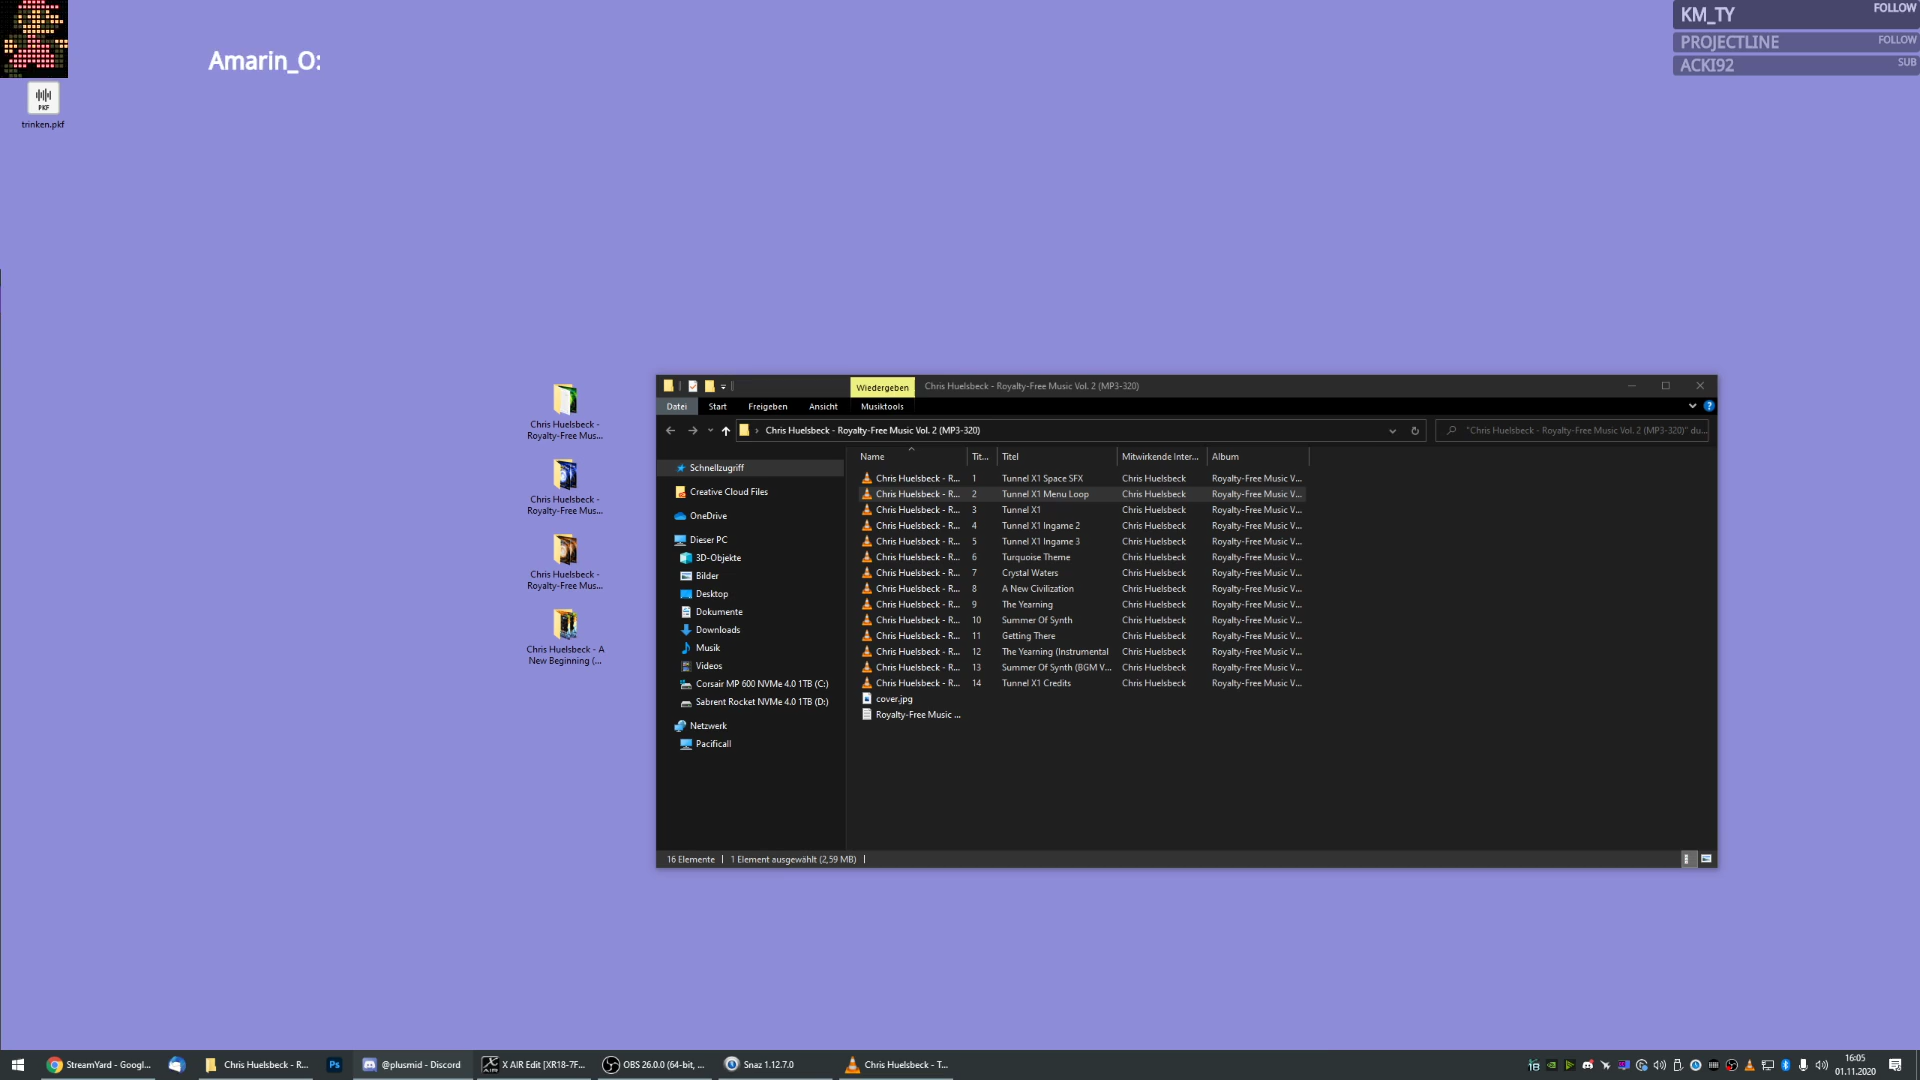 KM_TY FOLLOW
PROJECTLINE FOLLOW
ACKI92 SUB
Amarin_O:
PKF
trinken.pkf
Chris Huelsbeck -
Royalty-Free Mus...
Chris Huelsbeck -
Royalty-Free Mus...
Chris Huelsbeck -
Royalty-Free Mus...
Chris Huelsbeck - A
New Beginning (...
Wiedergeben Chris Huelsbeck - Royalty-Free Music Vol. 2 (MP3-320)
Datei Start Freigeben Ansicht Musiktools
Chris Huelsbeck - Royalty-Free Music Vol. 2 (MP3-320) "Chris Huelsbeck - Royalty-Free Music Vol. 2 (MP3-320)" du...
Schnellzugriff
Creative Cloud Files
OneDrive
Dieser PC
3D-Objekte
Bilder
Desktop
Dokumente
Downloads
Musik
Videos
Corsair MP 600 NVMe 4.0 1TB (C:)
Sabrent Rocket NVMe 4.0 1TB (D:)
Netzwerk
Pacificall
Name Tit... Titel Mitwirkende Inter... Album
Chris Huelsbeck - R... 1 Tunnel X1 Space SFX Chris Huelsbeck Royalty-Free Music V...
Chris Huelsbeck - R... 2 Tunnel X1 Menu Loop Chris Huelsbeck Royalty-Free Music V...
Chris Huelsbeck - R... 3 Tunnel X1 Chris Huelsbeck Royalty-Free Music V...
Chris Huelsbeck - R... 4 Tunnel X1 Ingame 2 Chris Huelsbeck Royalty-Free Music V...
Chris Huelsbeck - R... 5 Tunnel X1 Ingame 3 Chris Huelsbeck Royalty-Free Music V...
Chris Huelsbeck - R... 6 Turquoise Theme Chris Huelsbeck Royalty-Free Music V...
Chris Huelsbeck - R... 7 Crystal Waters Chris Huelsbeck Royalty-Free Music V...
Chris Huelsbeck - R... 8 A New Civilization Chris Huelsbeck Royalty-Free Music V...
Chris Huelsbeck - R... 9 The Yearning Chris Huelsbeck Royalty-Free Music V...
Chris Huelsbeck - R... 10 Summer Of Synth Chris Huelsbeck Royalty-Free Music V...
Chris Huelsbeck - R... 11 Getting There Chris Huelsbeck Royalty-Free Music V...
Chris Huelsbeck - R... 12 The Yearning (Instrumental Chris Huelsbeck Royalty-Free Music V...
Chris Huelsbeck - R... 13 Summer Of Synth (BGM V... Chris Huelsbeck Royalty-Free Music V...
Chris Huelsbeck - R... 14 Tunnel X1 Credits Chris Huelsbeck Royalty-Free Music V...
cover.jpg
Royalty-Free Music ...
16 Elemente 1 Element ausgewählt (2,59 MB)
StreamYard - Googl... Chris Huelsbeck - R... Ps @plusmid - Discord X AIR Edit [XR18-7F... OBS 26.0.0 (64-bit, ... Snaz 1.12.7.0 Chris Huelsbeck - T...
16:05
01.11.2020